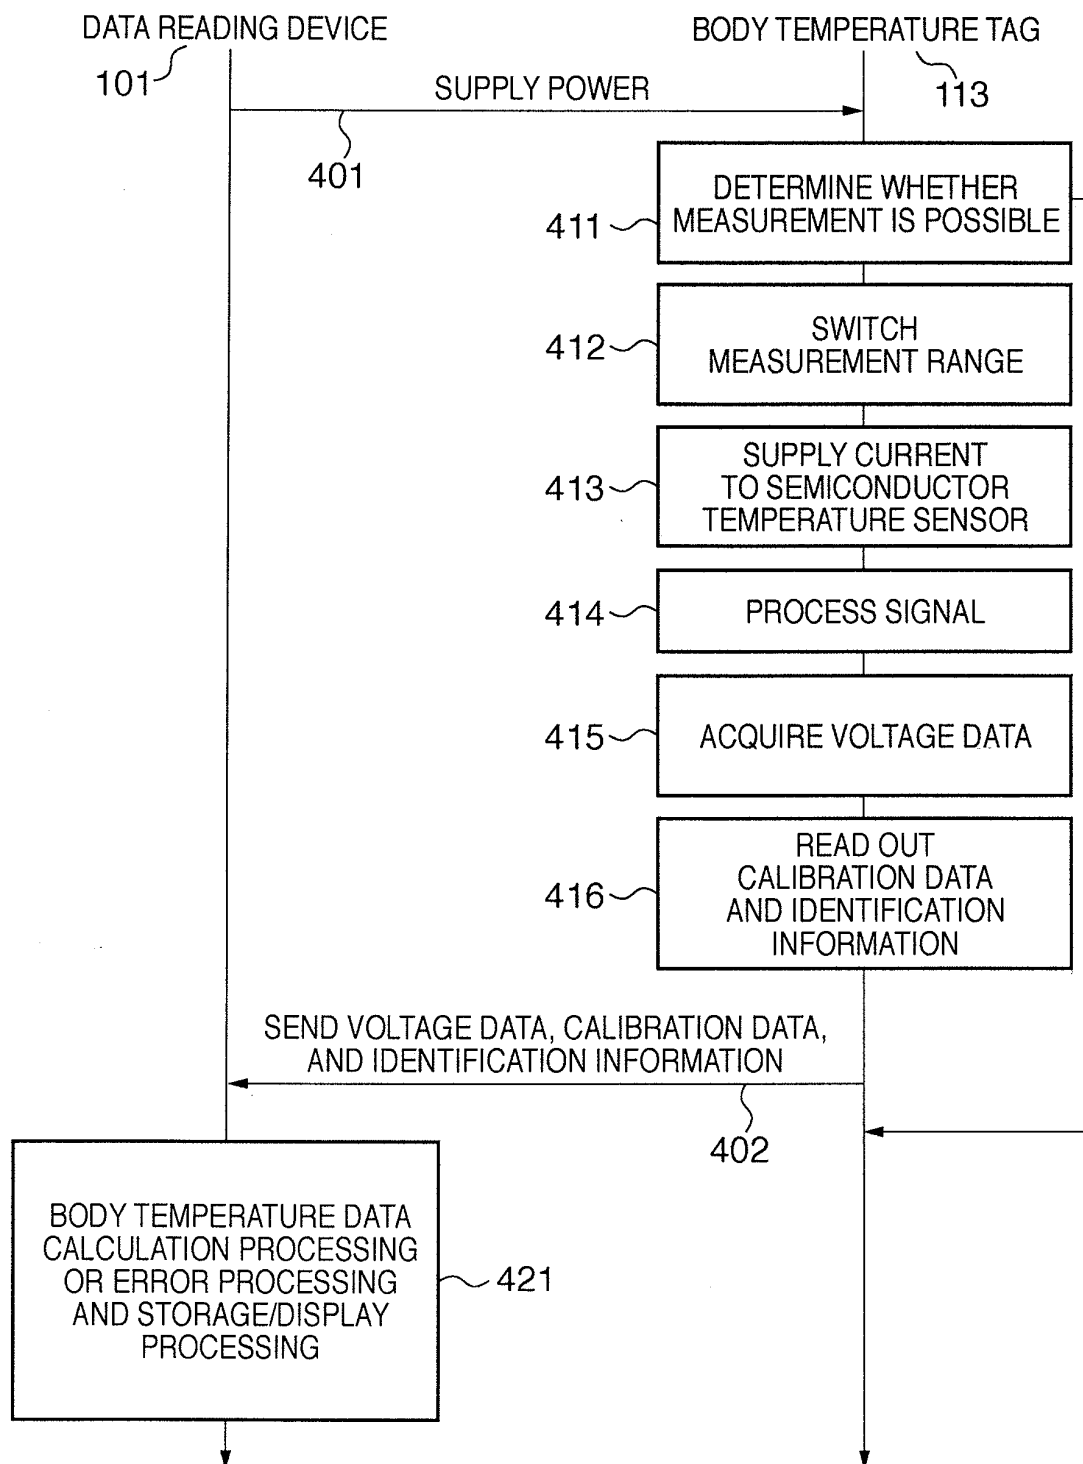 DATA READING DEVICE
BODY TEMPERATURE TAG
101
113
SUPPLY POWER
401
DETERMINE WHETHER
MEASUREMENT IS POSSIBLE
411
SWITCH
MEASUREMENT RANGE
412
SUPPLY CURRENT
TO SEMICONDUCTOR
TEMPERATURE SENSOR
413
PROCESS SIGNAL
414
ACQUIRE VOLTAGE DATA
415
READ OUT
CALIBRATION DATA
AND IDENTIFICATION
INFORMATION
416
SEND VOLTAGE DATA, CALIBRATION DATA,
AND IDENTIFICATION INFORMATION
402
BODY TEMPERATURE DATA
CALCULATION PROCESSING
OR ERROR PROCESSING
AND STORAGE/DISPLAY
PROCESSING
421